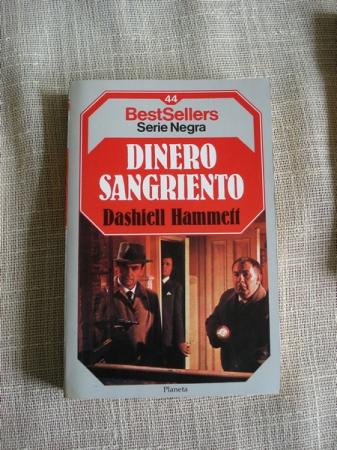 44
BestSellers
Serie Negra
DINERO
SANGRIENTO
Dashiell Hammett
Planeta